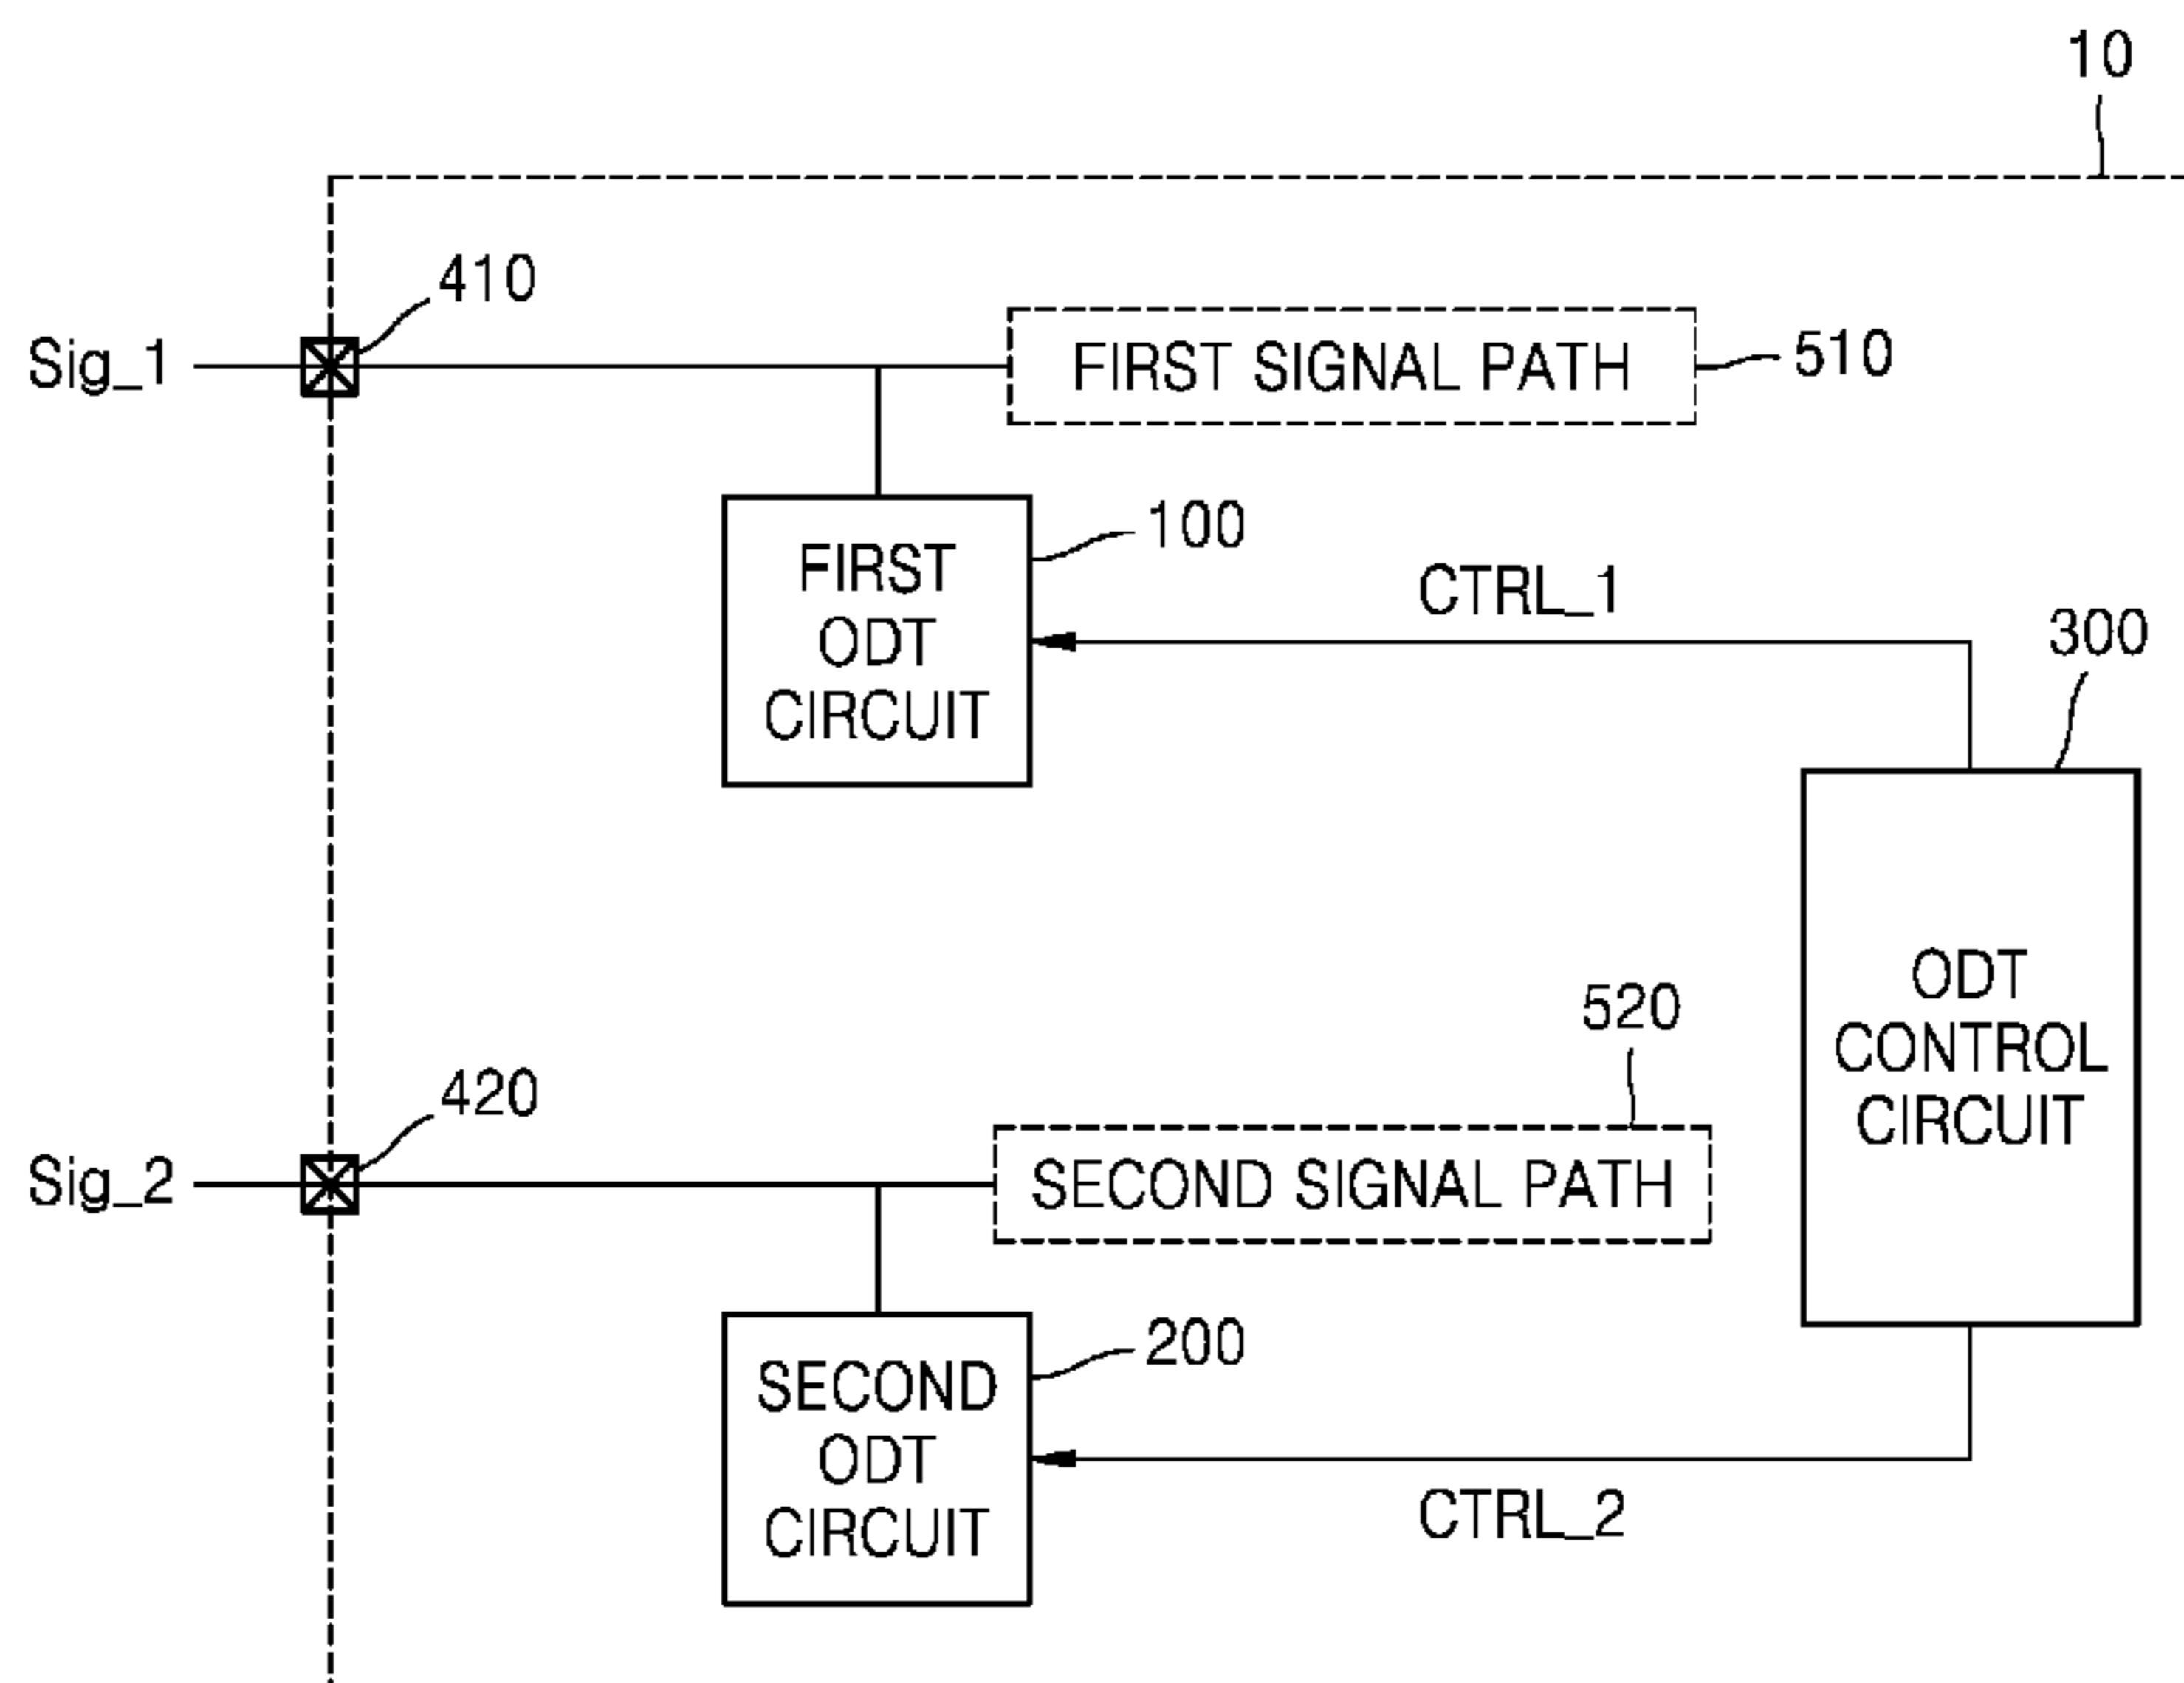 10
410
Sig_1
FIRST SIGNAL PATH
510
100
FIRST
ODT
CIRCUIT
CTRL_1
300
ODT
CONTROL
CIRCUIT
520
420
Sig_2
SECOND SIGNAL PATH
200
SECOND
ODT
CIRCUIT
CTRL_2